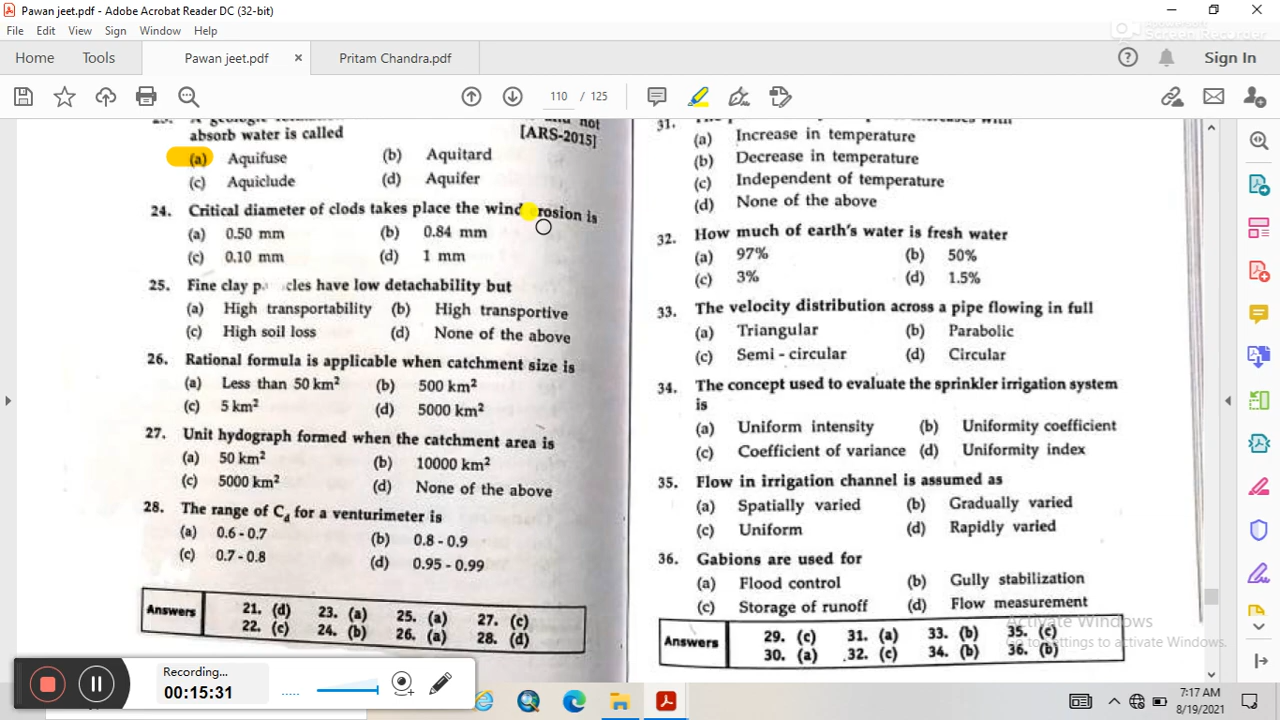 Pawan jeet.pdf - Adobe Acrobat Reader DC (32-bit)
File Edit View Sign Window Help
Screen Recorder
Home Tools Pawan jeet.pdf × Pritam Chandra.pdf Sign In
110 / 125
absorb water is called [ARS-2015]
(a) Aquifuse (b) Aquitard
(c) Aquiclude (d) Aquifer
24. Critical diameter of clods takes place the wind rosion is
(a) 0.50 mm (b) 0.84 mm
(c) 0.10 mm (d) 1 mm
25. Fine clay p cles have low detachability but
(a) High transportability (b) High transportive
(c) High soil loss (d) None of the above
26. Rational formula is applicable when catchment size is
(a) Less than 50 km² (b) 500 km²
(c) 5 km² (d) 5000 km²
27. Unit hydrograph formed when the catchment area is
(a) 50 km² (b) 10000 km²
(c) 5000 km² (d) None of the above
28. The range of Cd for a venturimeter is
(a) 0.6 - 0.7 (b) 0.8 - 0.9
(c) 0.7 - 0.8 (d) 0.95 - 0.99
Answers 21. (d) 23. (a) 25. (a) 27. (c)
22. (c) 24. (b) 26. (a) 28. (d)
31.
(a) Increase in temperature
(b) Decrease in temperature
(c) Independent of temperature
(d) None of the above
32. How much of earth's water is fresh water
(a) 97% (b) 50%
(c) 3% (d) 1.5%
33. The velocity distribution across a pipe flowing in full
(a) Triangular (b) Parabolic
(c) Semi - circular (d) Circular
34. The concept used to evaluate the sprinkler irrigation system
is
(a) Uniform intensity (b) Uniformity coefficient
(c) Coefficient of variance (d) Uniformity index
35. Flow in irrigation channel is assumed as
(a) Spatially varied (b) Gradually varied
(c) Uniform (d) Rapidly varied
36. Gabions are used for
(a) Flood control (b) Gully stabilization
(c) Storage of runoff (d) Flow measurement
Answers 29. (c) 31. (a) 33. (b) 35. (c)
30. (a) 32. (c) 34. (b) 36. (b)
Activate Windows
Go to Settings to activate Windows.
Recording...
00:15:31
7:17 AM
8/19/2021